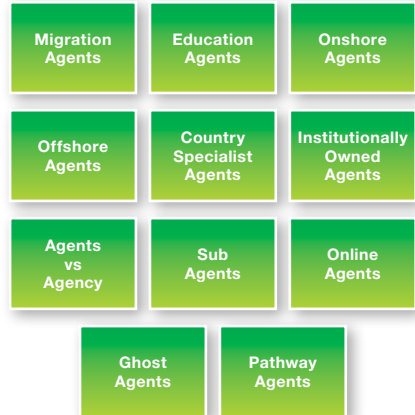 Migration
Agents
Education
Agents
Onshore
Agents
Offshore
Agents
Country
Specialist
Agents
Institutionally
Owned
Agents
Agents
vs
Agency
Sub
Agents
Online
Agents
Ghost
Agents
Pathway
Agents